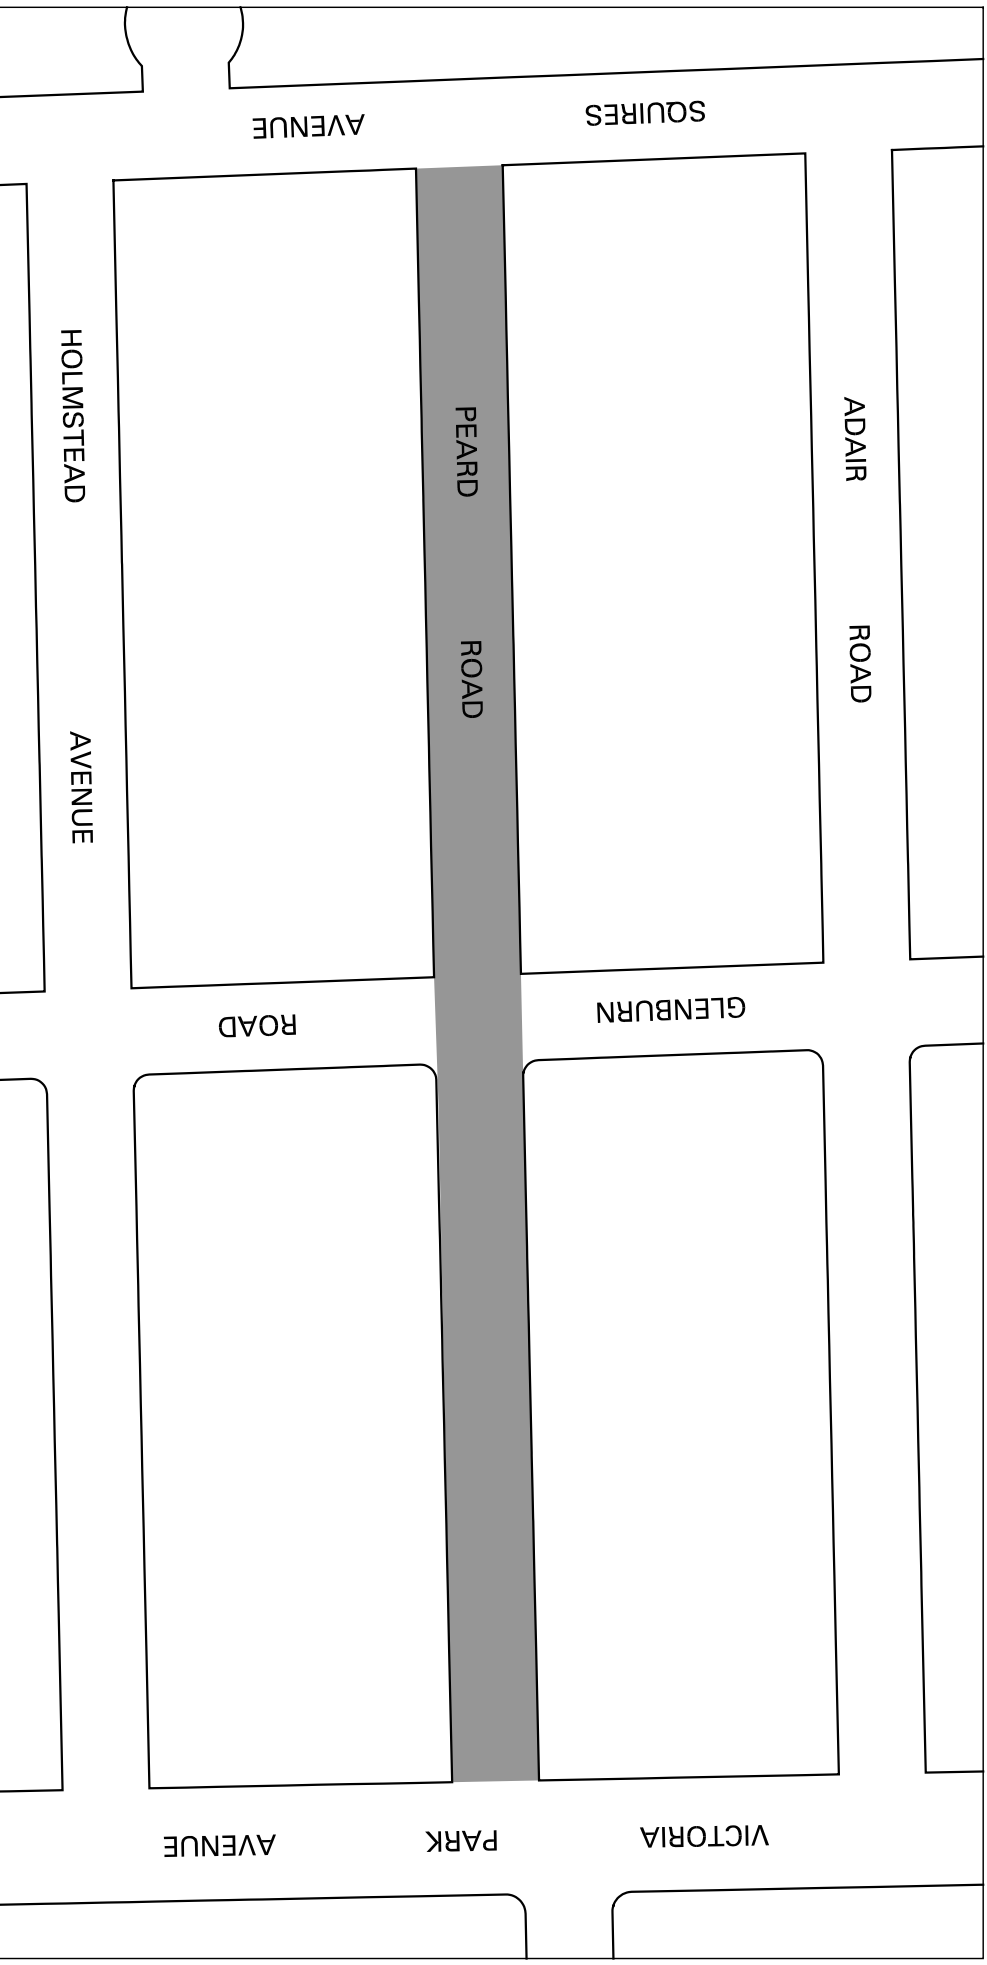 SQUIRES AVENUE
HOLMSTEAD AVENUE
PEARD ROAD
ADAIR ROAD
GLENBURN ROAD
VICTORIA PARK AVENUE